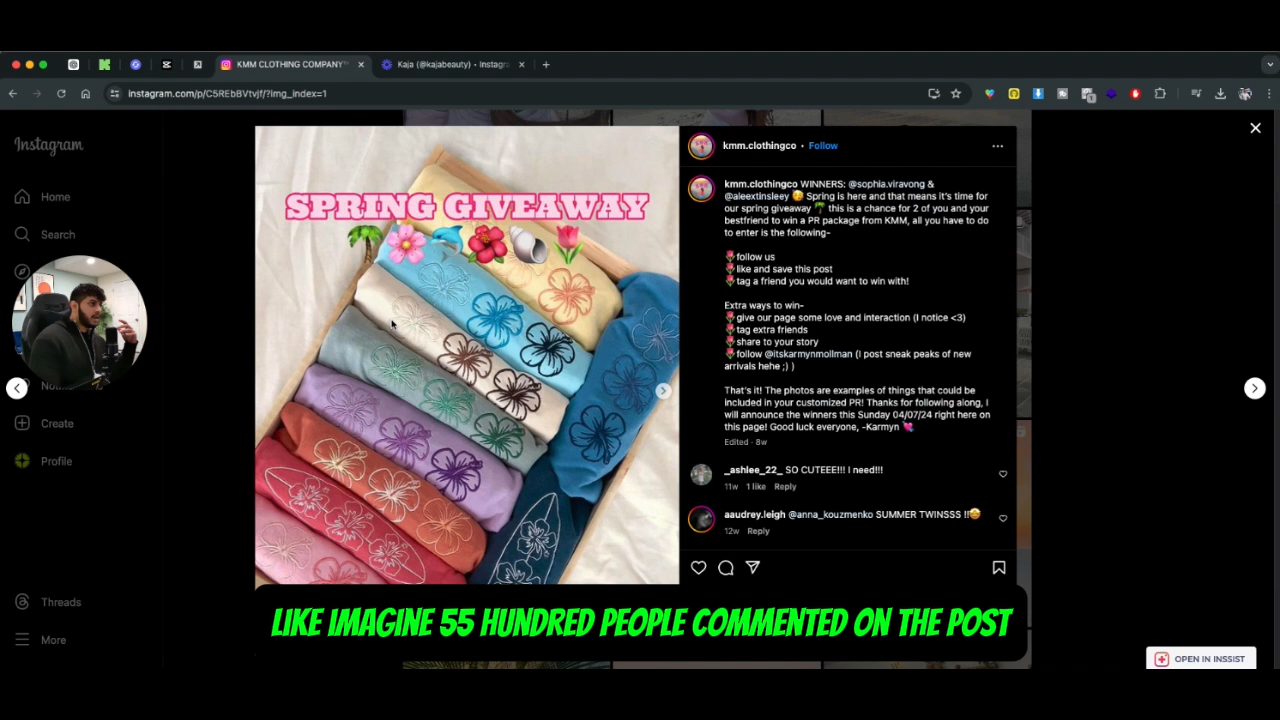 KMM CLOTHING COMPANY™
Kaja (@kajabeauty) • Instagr
instagram.com/p/C5REbBVtvjf/?img_index=1
Instagram
Home
Search
Create
Profile
Threads
More
SPRING GIVEAWAY
kmm.clothingco • Follow
kmm.clothingco WINNERS: @sophia.viravong &
@aleextinsleey 🥰 Spring is here and that means it's time for
our spring giveaway 🌴 this is a chance for 2 of you and your
bestfriend to win a PR package from KMM, all you have to do
to enter is the following-
🌷follow us
🌷like and save this post
🌷tag a friend you would want to win with!
Extra ways to win-
🌷give our page some love and interaction (I notice <3)
🌷tag extra friends
🌷share to your story
🌷follow @itskarmynmollman (I post sneak peaks of new
arrivals hehe ;) )
That's it! The photos are examples of things that could be
included in your customized PR! Thanks for following along, I
will announce the winners this Sunday 04/07/24 right here on
this page! Good luck everyone, -Karmyn 💘
Edited · 8w
_ashlee_22_ SO CUTEEE!!! I need!!!
11w 1 like Reply
aaudrey.leigh @anna_kouzmenko SUMMER TWINSSS !!🤩
12w Reply
LIKE IMAGINE 55 HUNDRED PEOPLE COMMENTED ON THE POST
OPEN IN INSSIST